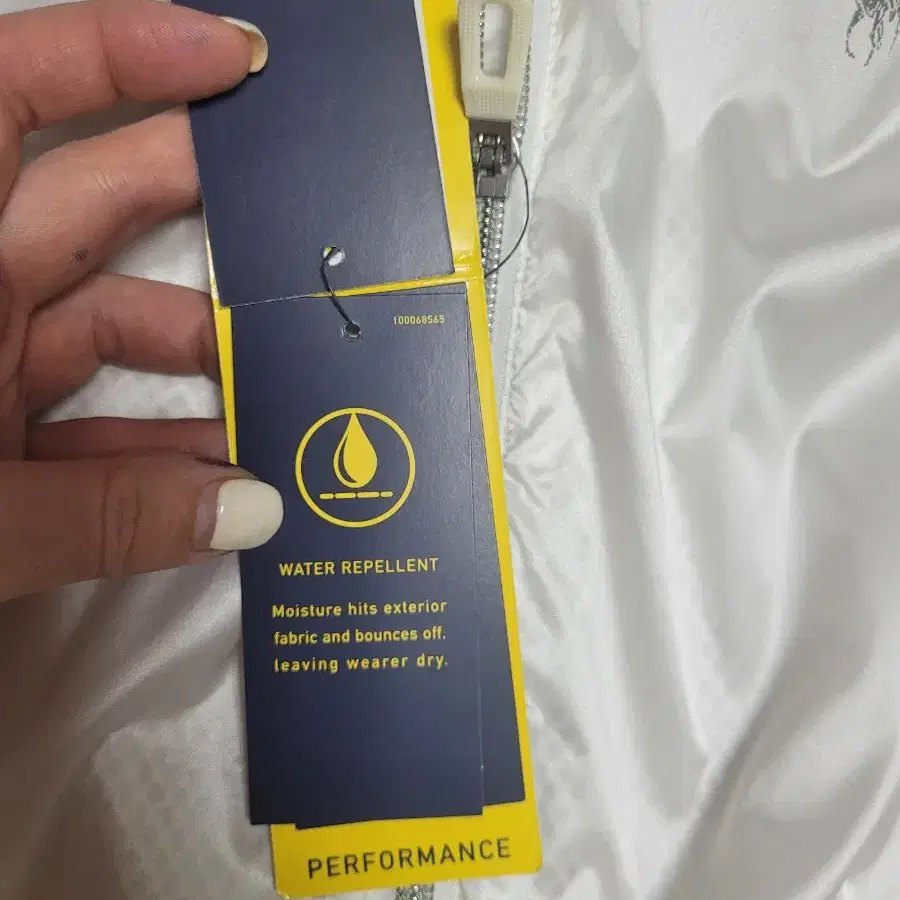 100068565
WATER REPELLENT
Moisture hits exterior
fabric and bounces off,
leaving wearer dry.
PERFORMANCE